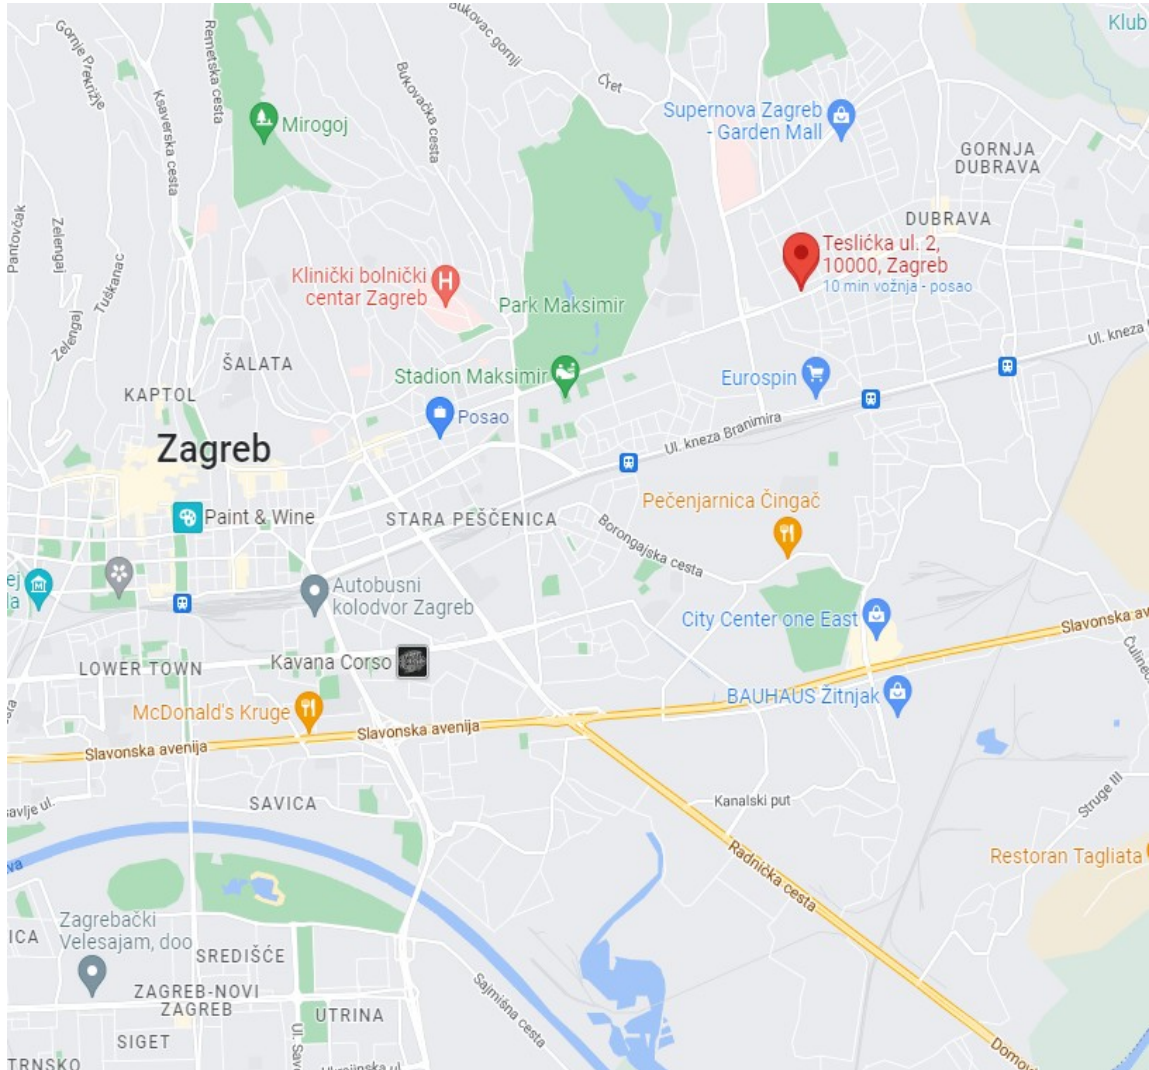 Klub
Bukovac gornji
Gornje Prekrižje
Remetska cesta
Ksaverska cesta
Bukovačka cesta
Čret
Mirogoj
Supernova Zagreb
- Garden Mall
GORNJA
DUBRAVA
DUBRAVA
Pantovčak
Zelengaj
Tuškanac
Zelengaj
Teslićka ul. 2,
10000, Zagreb
10 min vožnja - posao
Klinički bolnički
centar Zagreb
Park Maksimir
Ul. kneza
ŠALATA
Stadion Maksimir
Eurospin
KAPTOL
Posao
Ul. kneza Branimira
Zagreb
Pečenjarnica Čingač
Paint & Wine
STARA PEŠČENICA
Borongajska cesta
Autobusni
kolodvor Zagreb
City Center one East
Slavonska av
LOWER TOWN
Kavana Corso
McDonald's Kruge
BAUHAUS Žitnjak
Slavonska avenija
Slavonska avenija
SAVICA
Kanalski put
Struge III
Radnička cesta
Restoran Tagliata
Zagrebački
Velesajam, doo
SREDIŠĆE
ZAGREB-NOVI
ZAGREB
Sajmišna cesta
UTRINA
SIGET
TRNSKO